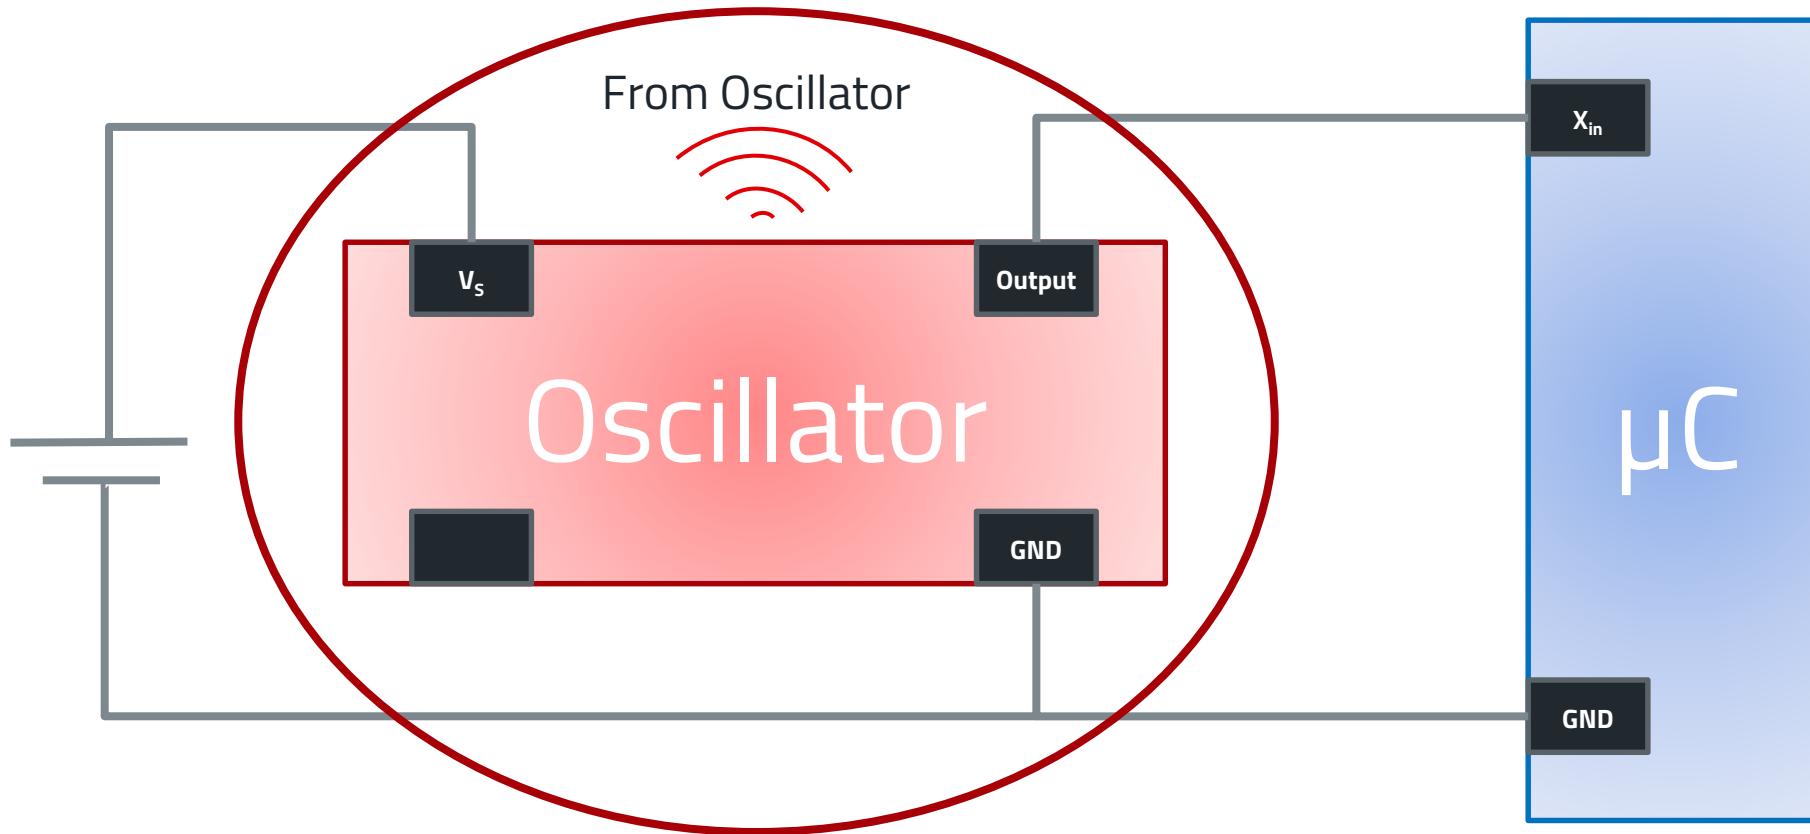 From Oscillator
Xin
Vs
Output
Oscillator
µC
GND
GND